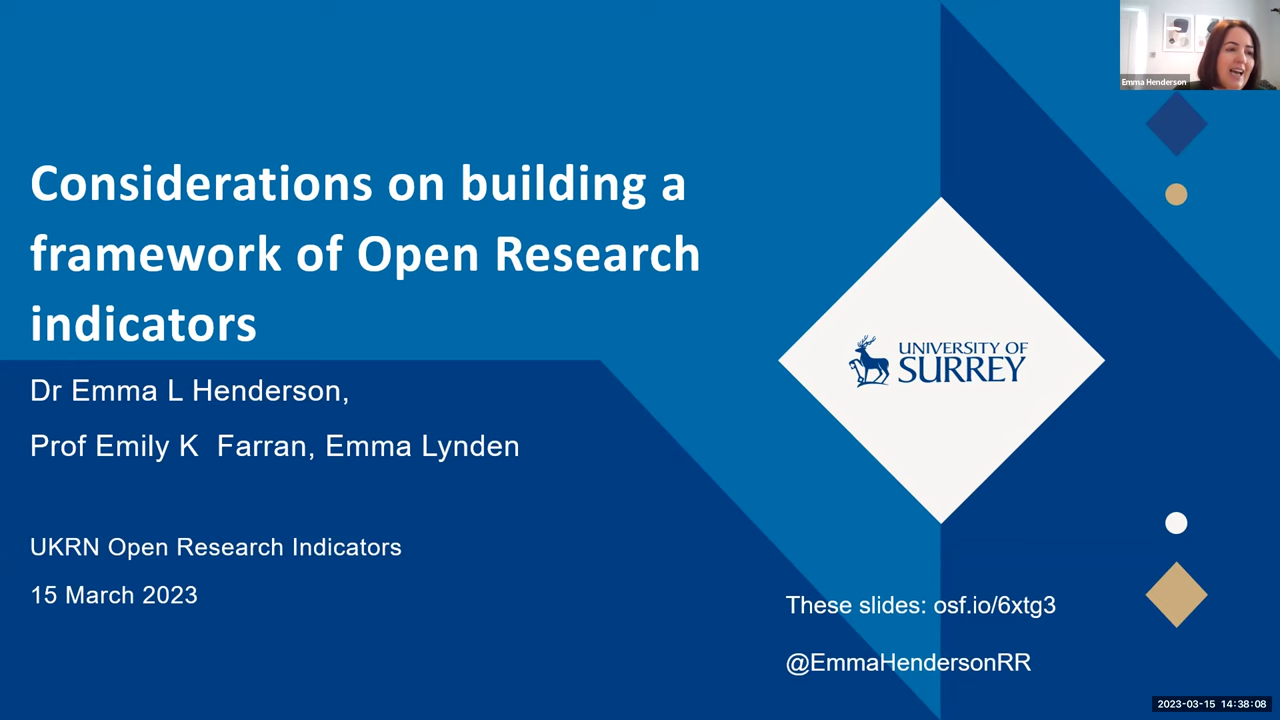 Emma Henderson
Considerations on building a
framework of Open Research
indicators
UNIVERSITY OF
SURREY
Dr Emma L Henderson,
Prof Emily K  Farran, Emma Lynden
UKRN Open Research Indicators
15 March 2023
These slides: osf.io/6xtg3
@EmmaHendersonRR
2023-03-15 14:38:08